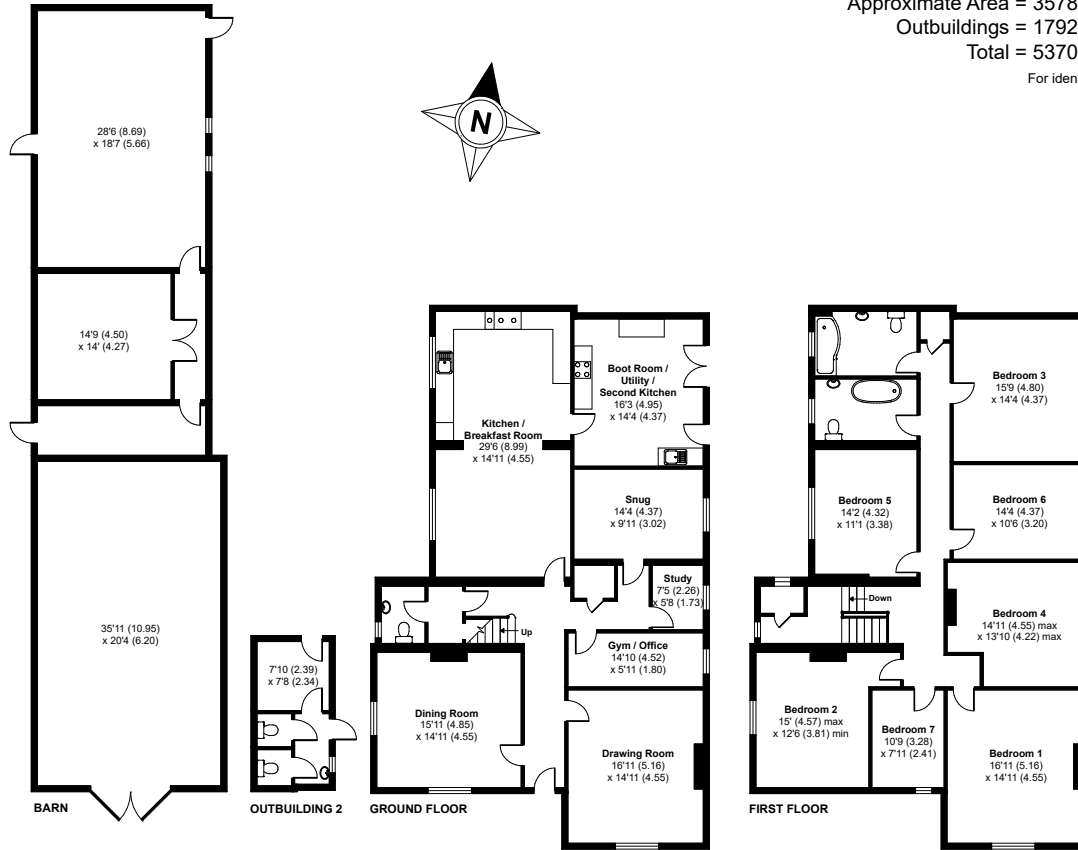 Approximate Area = 3578
Outbuildings = 1792
Total = 5370
For iden
N
28'6 (8.69)
x 18'7 (5.66)
14'9 (4.50)
x 14' (4.27)
35'11 (10.95)
x 20'4 (6.20)
BARN
7'10 (2.39)
x 7'8 (2.34)
OUTBUILDING 2
Kitchen /
Breakfast Room
29'6 (8.99)
x 14'11 (4.55)
Boot Room /
Utility /
Second Kitchen
16'3 (4.95)
x 14'4 (4.37)
Snug
14'4 (4.37)
x 9'11 (3.02)
Study
7'5 (2.26)
x 5'8 (1.73)
Up
Gym / Office
14'10 (4.52)
x 5'11 (1.80)
Dining Room
15'11 (4.85)
x 14'11 (4.55)
Drawing Room
16'11 (5.16)
x 14'11 (4.55)
GROUND FLOOR
Bedroom 3
15'9 (4.80)
x 14'4 (4.37)
Bedroom 5
14'2 (4.32)
x 11'1 (3.38)
Bedroom 6
14'4 (4.37)
x 10'6 (3.20)
Down
Bedroom 4
14'11 (4.55) max
x 13'10 (4.22) max
Bedroom 2
15' (4.57) max
x 12'6 (3.81) min
Bedroom 7
10'9 (3.28)
x 7'11 (2.41)
Bedroom 1
16'11 (5.16)
x 14'11 (4.55)
FIRST FLOOR